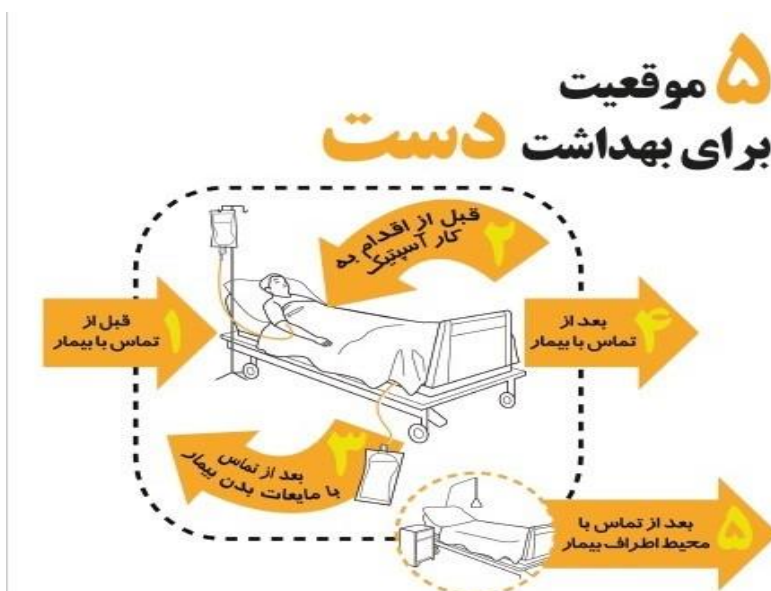 ۵ موقعیت
برای بهداشت دست
۱ قبل از
تماس با بیمار
۲ قبل از اقدام به
کار آسپتیک
۳ بعد از تماس
با مایعات بدن بیمار
۴ بعد از
تماس با بیمار
۵ بعد از تماس با
محیط اطراف بیمار